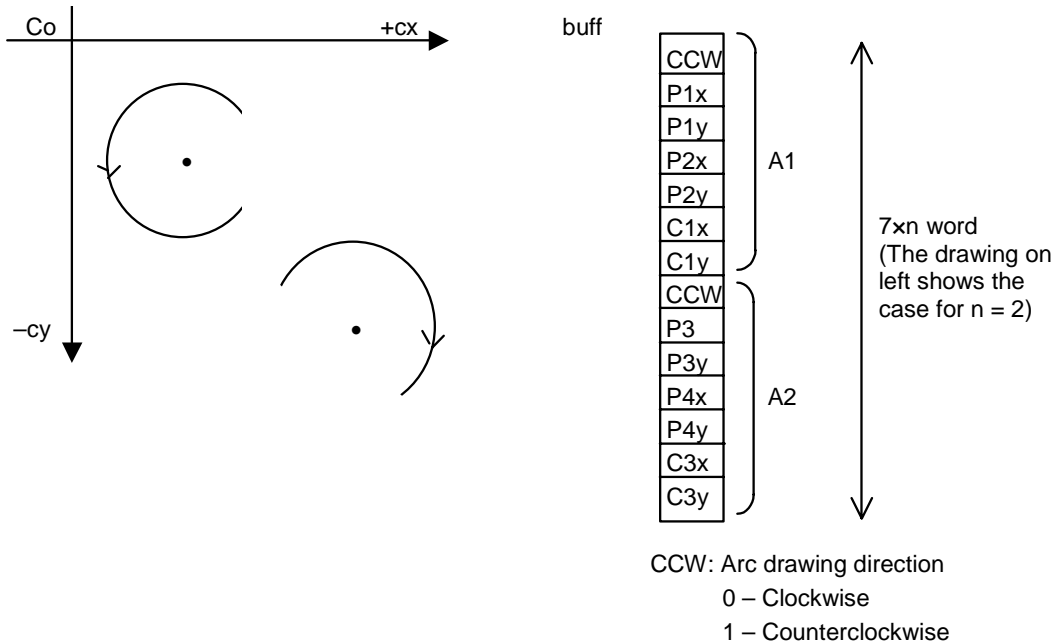 Co
+cx
–cy
buff
CCW
P1x
P1y
P2x
P2y
C1x
C1y
CCW
P3
P3y
P4x
P4y
C3x
C3y
A1
A2
7×n word
(The drawing on
left shows the
case for n = 2)
CCW: Arc drawing direction
0 – Clockwise
1 – Counterclockwise